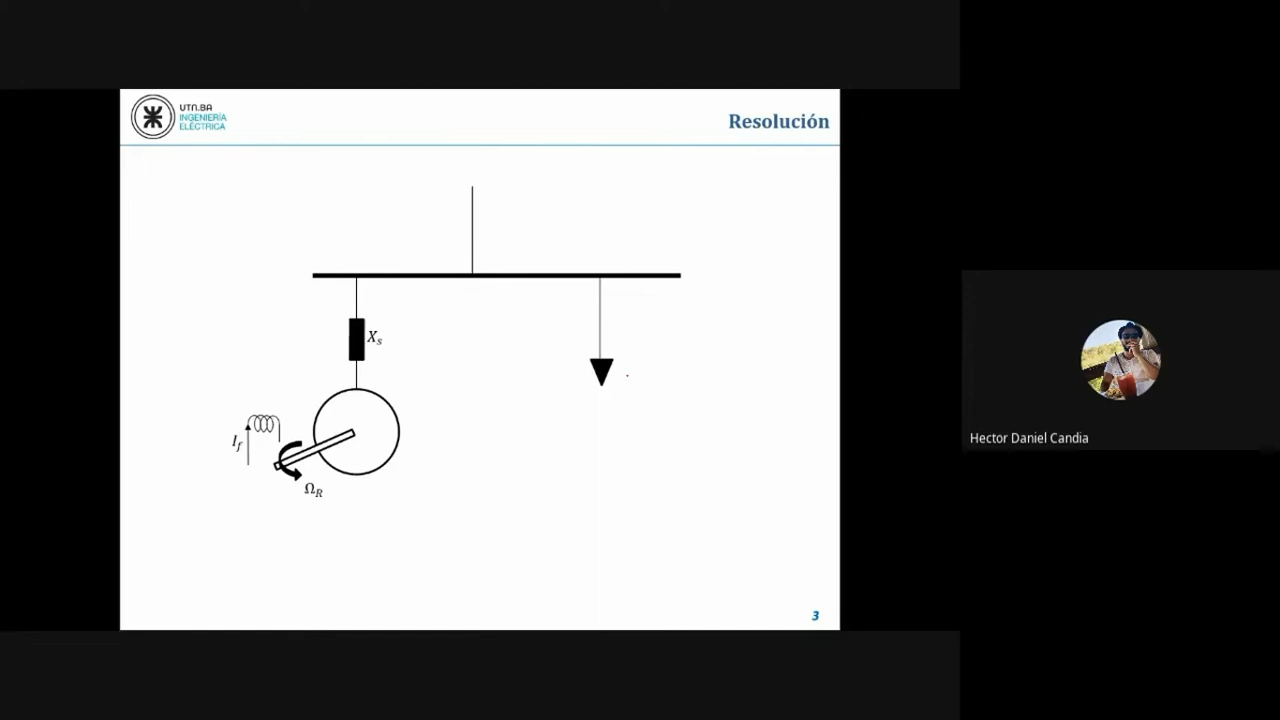 UTN.BA
INGENIERÍA
ELÉCTRICA
Resolución
X_s
I_f
Ω_R
Hector Daniel Candia
3